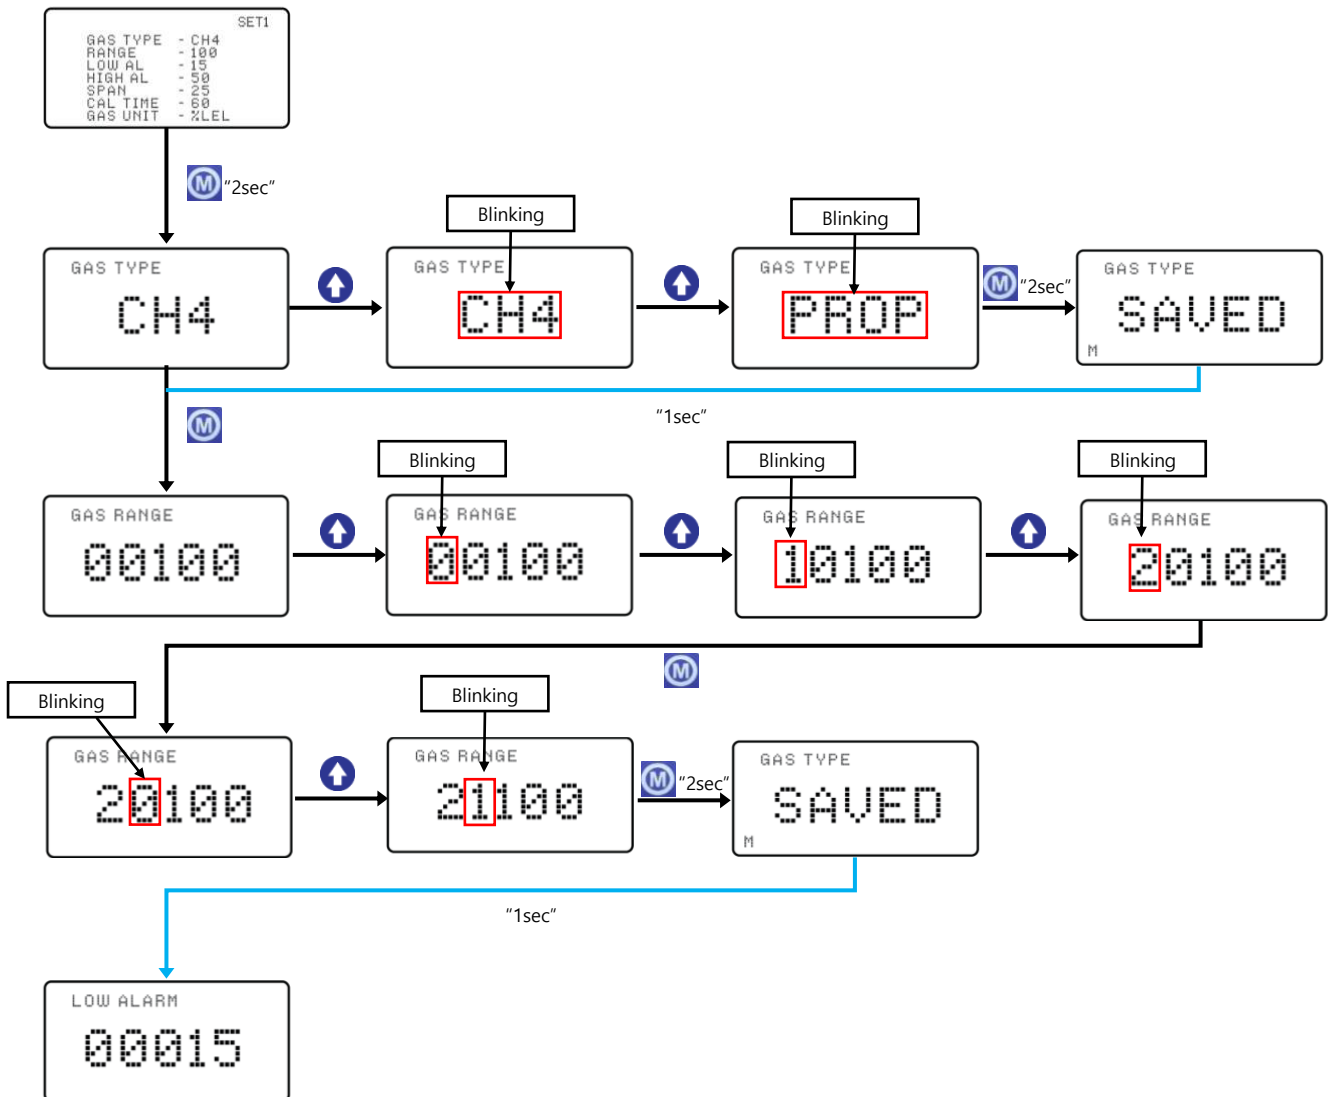 SET1
GAS TYPE - CH4
RANGE - 100
LOW AL - 15
HIGH AL - 50
SPAN - 25
CAL TIME - 60
GAS UNIT - %LEL
M "2sec"
Blinking
Blinking
GAS TYPE
CH4
GAS TYPE
CH4
GAS TYPE
PROP
M "2sec"
GAS TYPE
SAVED
M
"1sec"
M
Blinking
Blinking
Blinking
GAS RANGE
00100
GAS RANGE
00100
GAS RANGE
10100
GAS RANGE
20100
M
Blinking
Blinking
GAS RANGE
20100
GAS RANGE
21100
M "2sec"
GAS TYPE
SAVED
M
"1sec"
LOW ALARM
00015